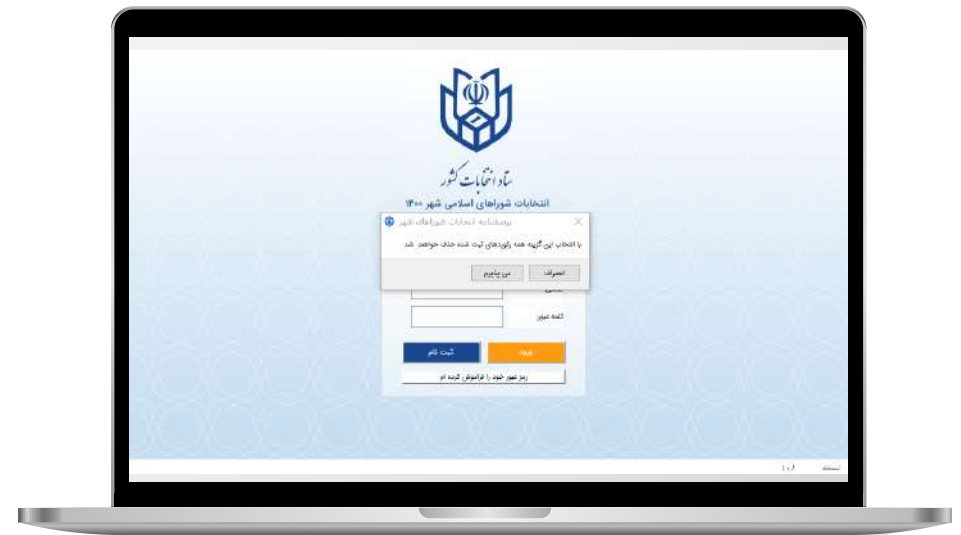 ستاد انتخابات کشور
انتخابات شوراهای اسلامی شهر ۱۴۰۰
پرسشنامه انتخابات شوراهای شهر
با انتخاب این گزینه همه رکوردهای ثبت شده حذف خواهند شد
انصراف
می پذیرم
کلمه عبور
ورود
ثبت نام
رمز عبور خود را فراموش کرده ام
نسخه